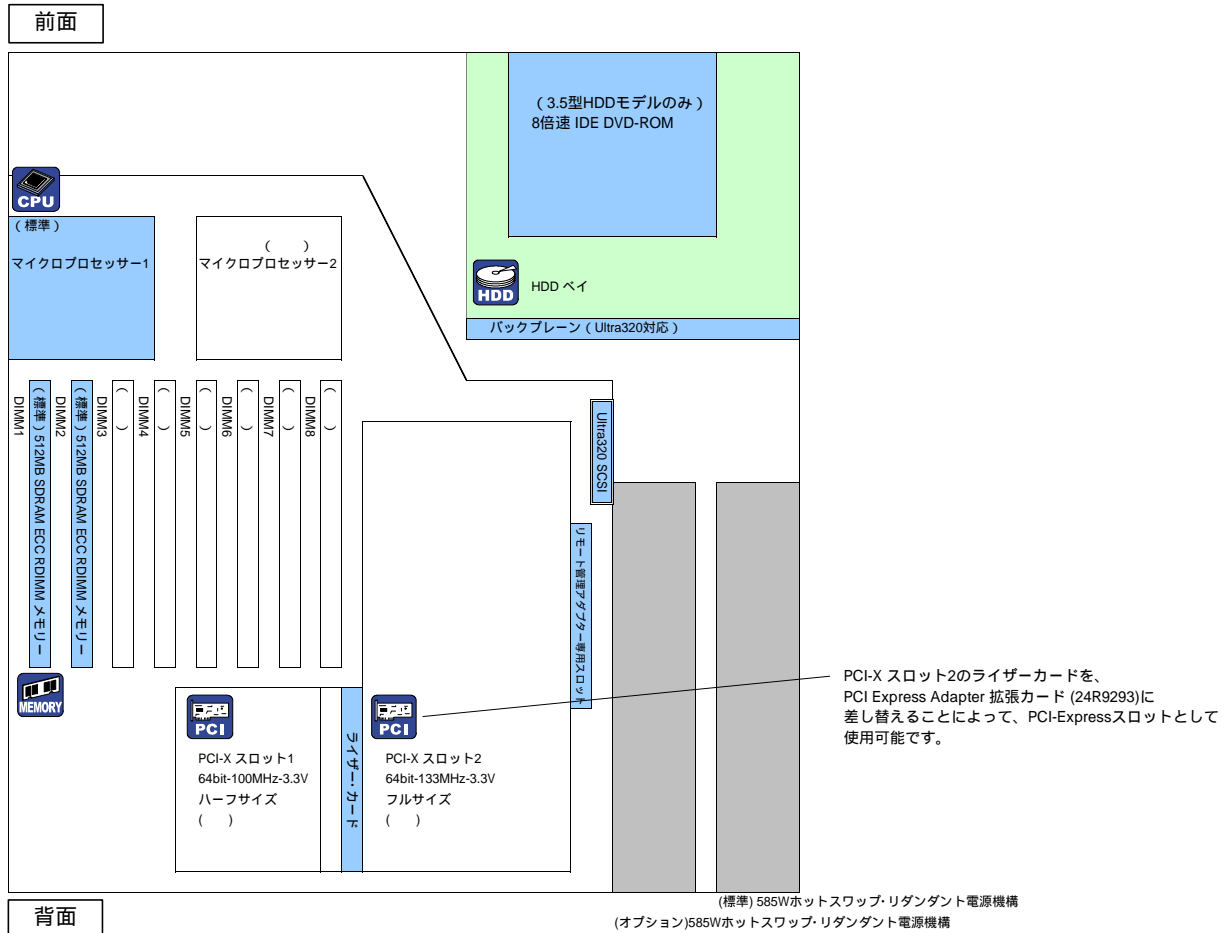 前面
（3.5型HDDモデルのみ）
8倍速 IDE DVD-ROM
CPU
（標準）
マイクロプロセッサー1
（　　）
マイクロプロセッサー2
HDD
HDD ベイ
バックプレーン（Ultra320対応）
DIMM1
（標準）512MB SDRAM ECC RDIMM メモリー
DIMM2
（標準）512MB SDRAM ECC RDIMM メモリー
DIMM3
（　　）
DIMM4
（　　）
DIMM5
（　　）
DIMM6
（　　）
DIMM7
（　　）
DIMM8
（　　）
Ultra320 SCSI
リモート管理アダプター専用スロット
MEMORY
PCI
PCI-X スロット1
64bit-100MHz-3.3V
ハーフサイズ
(　　)
ライザー・カード
PCI
PCI-X スロット2
64bit-133MHz-3.3V
フルサイズ
(　　)
PCI-X スロット2のライザーカードを、
PCI Express Adapter 拡張カード (24R9293)に
差し替えることによって、PCI-Expressスロットとして
使用可能です。
(標準) 585Wホットスワップ･リダンダント電源機構
(オプション)585Wホットスワップ･リダンダント電源機構
背面